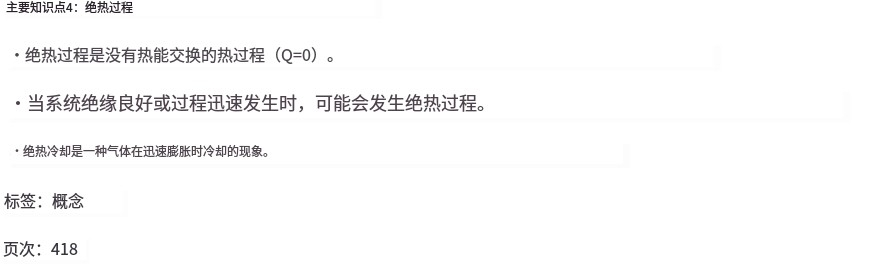 主要知识点4：绝热过程
·绝热过程是没有热能交换的热过程（Q=0）。
·当系统绝缘良好或过程迅速发生时，可能会发生绝热过程。
·绝热冷却是一种气体在迅速膨胀时冷却的现象。
标签：概念
页次：418